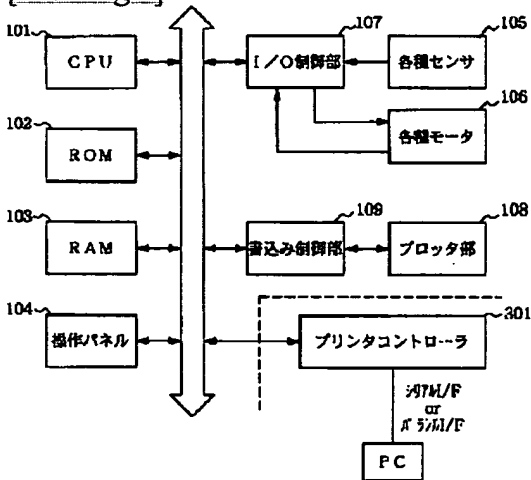 101
CPU
102
ROM
103
RAM
104
操作パネル
107
I/O制御部
105
各種センサ
106
各種モータ
109
書込み制御部
108
プロッタ部
301
プリンタコントローラ
or
PC